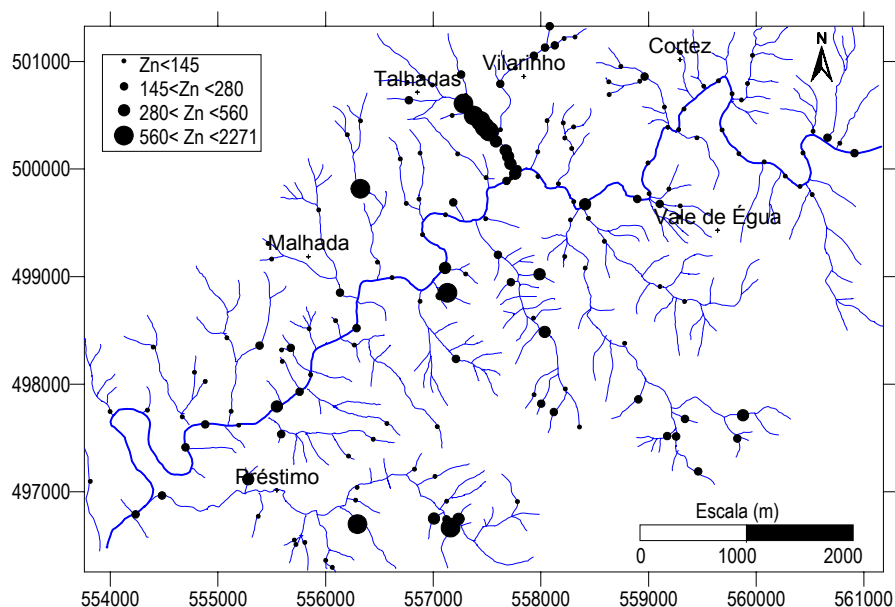 501000
500000
499000
498000
497000
Zn<145
145<Zn <280
280<Zn <560
560< Zn <2271
Talhadas
Vilarinho
Cortez
N
Vale de Égua
Malhada
Préstimo
Escala (m)
0 1000 2000
554000 555000 556000 557000 558000 559000 560000 561000